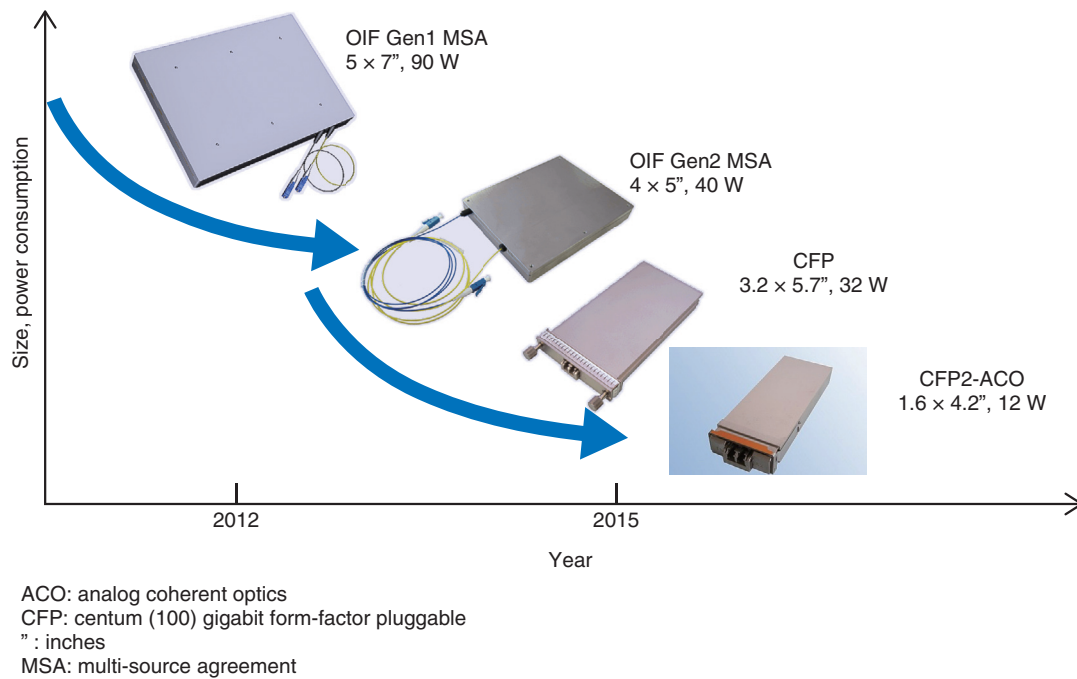 OIF Gen1 MSA
5 × 7”, 90 W
OIF Gen2 MSA
4 × 5”, 40 W
CFP
3.2 × 5.7”, 32 W
CFP2-ACO
1.6 × 4.2”, 12 W
Size, power consumption
2012
2015
Year
ACO: analog coherent optics
CFP: centum (100) gigabit form-factor pluggable
” : inches
MSA: multi-source agreement